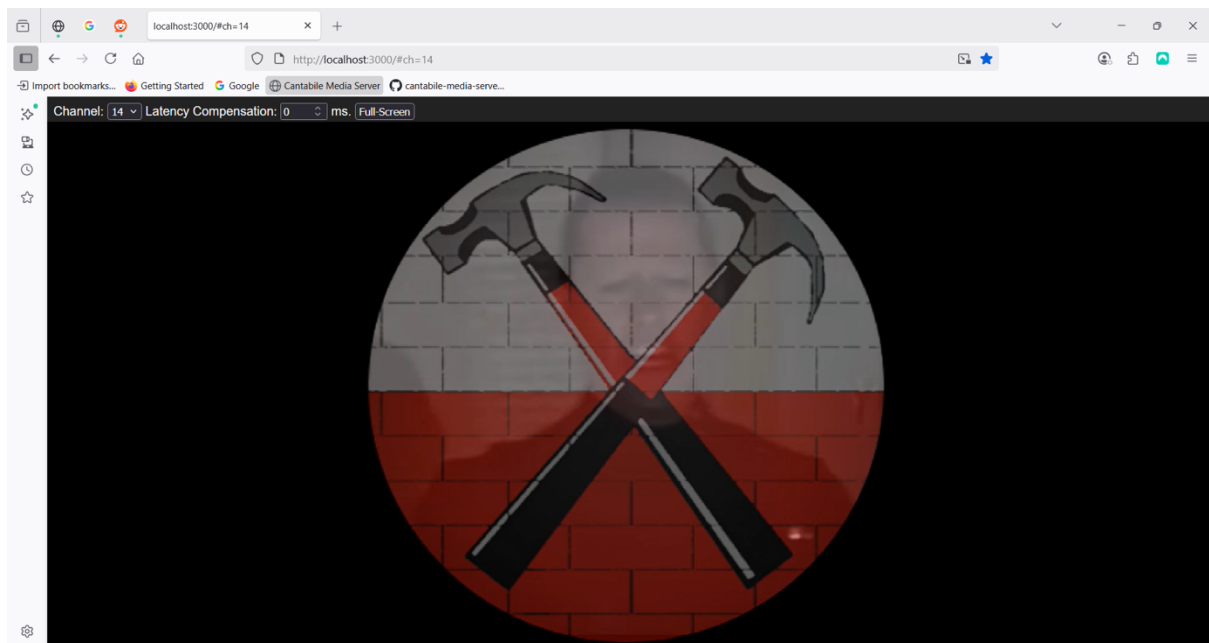 localhost:3000/#ch=14
http://localhost:3000/#ch=14
Import bookmarks... Getting Started Google Cantabile Media Server cantabile-media-serve...
Channel: 14 Latency Compensation: 0 ms. Full-Screen